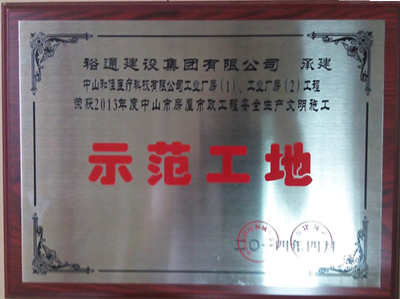 裕通建设集团有限公司 承建
中山和佳医疗科技有限公司工业厂房(1)、工业厂房(2)工程
荣获2013年度中山市房屋市政工程安全生产文明施工
示范工地
二〇一四年四月